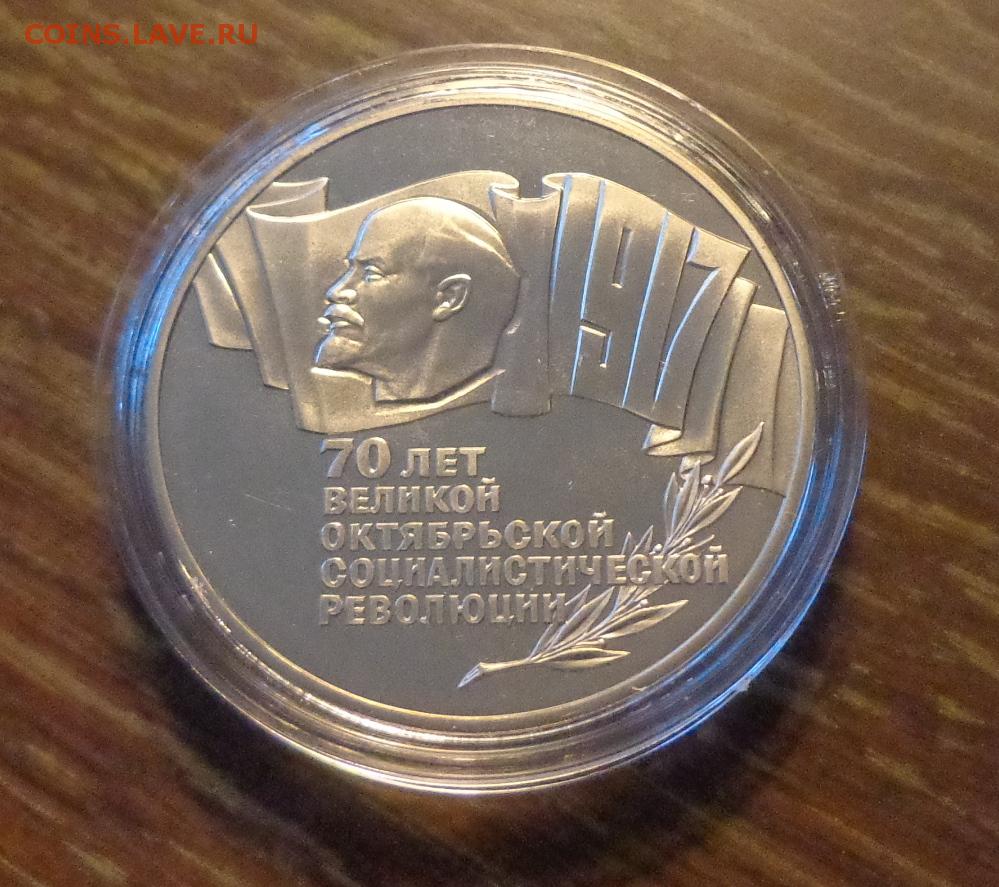 COINS.LAVE.RU
1917
70 ЛЕТ
ВЕЛИКОЙ
ОКТЯБРЬСКОЙ
СОЦИАЛИСТИЧЕСКОЙ
РЕВОЛЮЦИИ